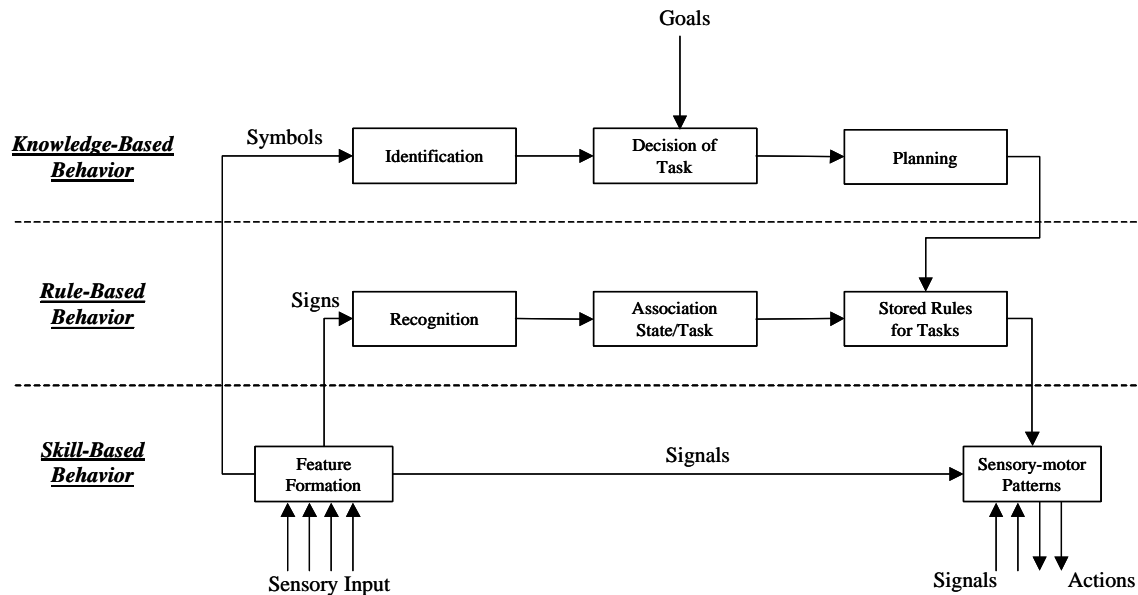 Goals
Knowledge-Based
Behavior
Symbols
Identification
Decision of
Task
Planning
Rule-Based
Behavior
Signs
Recognition
Association
State/Task
Stored Rules
for Tasks
Skill-Based
Behavior
Feature
Formation
Signals
Sensory-motor
Patterns
Sensory Input
Signals
Actions